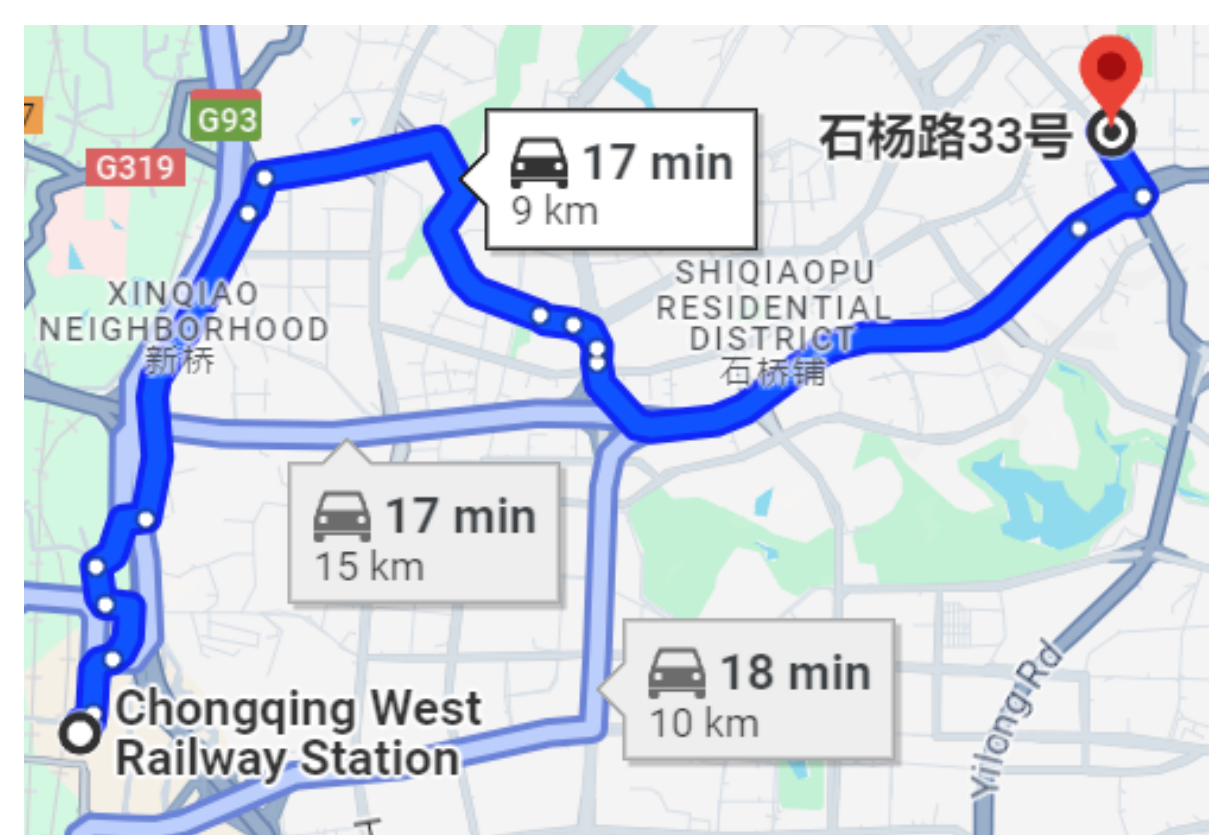 G93
7
G319
17 min
9 km
石杨路33号
XINQIAO
NEIGHBORHOOD
新桥
SHIQIAOPU
RESIDENTIAL
DISTRICT
石桥铺
17 min
15 km
18 min
10 km
Chongqing West
Railway Station
Yilong Rd